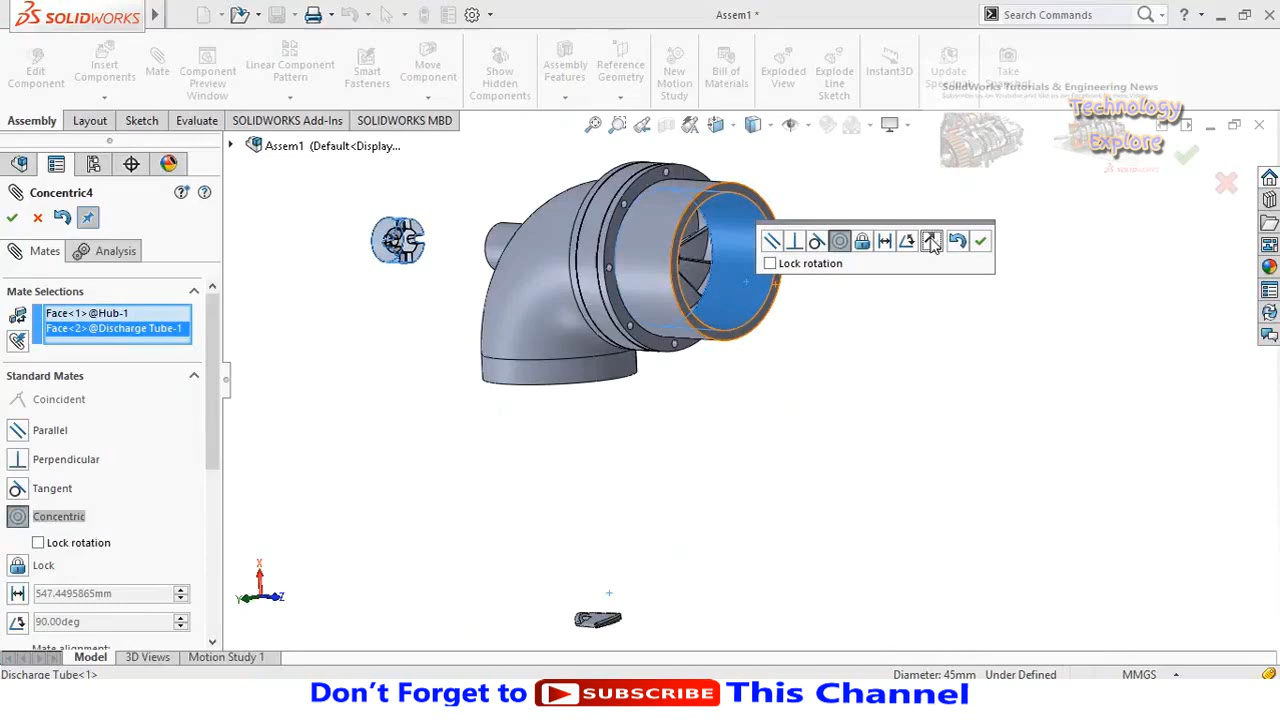 SOLIDWORKS
Assem1 *
Search Commands
?
Edit Component
Insert Components
Mate
Component Preview Window
Linear Component Pattern
Smart Fasteners
Move Component
Show Hidden Components
Assembly Features
Reference Geometry
New Motion Study
Bill of Materials
Exploded View
Explode Line Sketch
Instant3D
Update
Take
SolidWorks Tutorials & Engineering News
Technology
Explore
Assembly
Layout
Sketch
Evaluate
SOLIDWORKS Add-Ins
SOLIDWORKS MBD
Assem1 (Default<Display...
Concentric4
Mates
Analysis
Mate Selections
Face<1>@Hub-1
Face<2>@Discharge Tube-1
Standard Mates
Coincident
Parallel
Perpendicular
Tangent
Concentric
Lock rotation
Lock
547.4495865mm
90.00deg
Mate alignment:
Lock rotation
X
Y
Z
Model
3D Views
Motion Study 1
Discharge Tube<1>
Diameter: 45mm
Under Defined
MMGS
Don't Forget to SUBSCRIBE This Channel